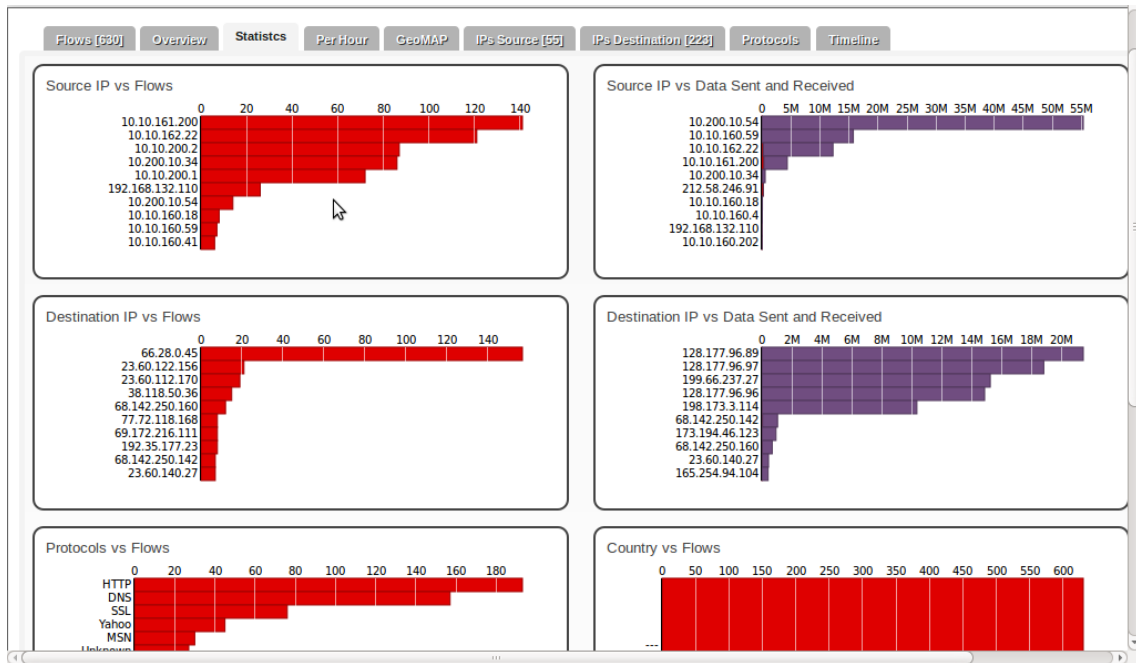 Flows [630] Overview Statistcs Per Hour GeoMAP IPs Source [55] IPs Destination [223] Protocols Timeline
Source IP vs Flows
0 20 40 60 80 100 120 140
10.10.161.200
10.10.162.22
10.10.200.2
10.200.10.34
10.10.200.1
192.168.132.110
10.200.10.54
10.10.160.18
10.10.160.59
10.10.160.41
Source IP vs Data Sent and Received
0 5M 10M 15M 20M 25M 30M 35M 40M 45M 50M 55M
10.200.10.54
10.10.160.59
10.10.162.22
10.10.161.200
10.200.10.34
212.58.246.91
10.10.160.18
10.10.160.4
192.168.132.110
10.10.160.202
Destination IP vs Flows
0 20 40 60 80 100 120 140
66.28.0.45
23.60.122.156
23.60.112.170
38.118.50.36
68.142.250.160
77.72.118.168
69.172.216.111
192.35.177.23
68.142.250.142
23.60.140.27
Destination IP vs Data Sent and Received
0 2M 4M 6M 8M 10M 12M 14M 16M 18M 20M
128.177.96.89
128.177.96.97
199.66.237.27
128.177.96.96
198.173.3.114
68.142.250.142
173.194.46.123
68.142.250.160
23.60.140.27
165.254.94.104
Protocols vs Flows
0 20 40 60 80 100 120 140 160 180
HTTP
DNS
SSL
Yahoo
MSN
Unknown
Country vs Flows
0 50 100 150 200 250 300 350 400 450 500 550 600
---